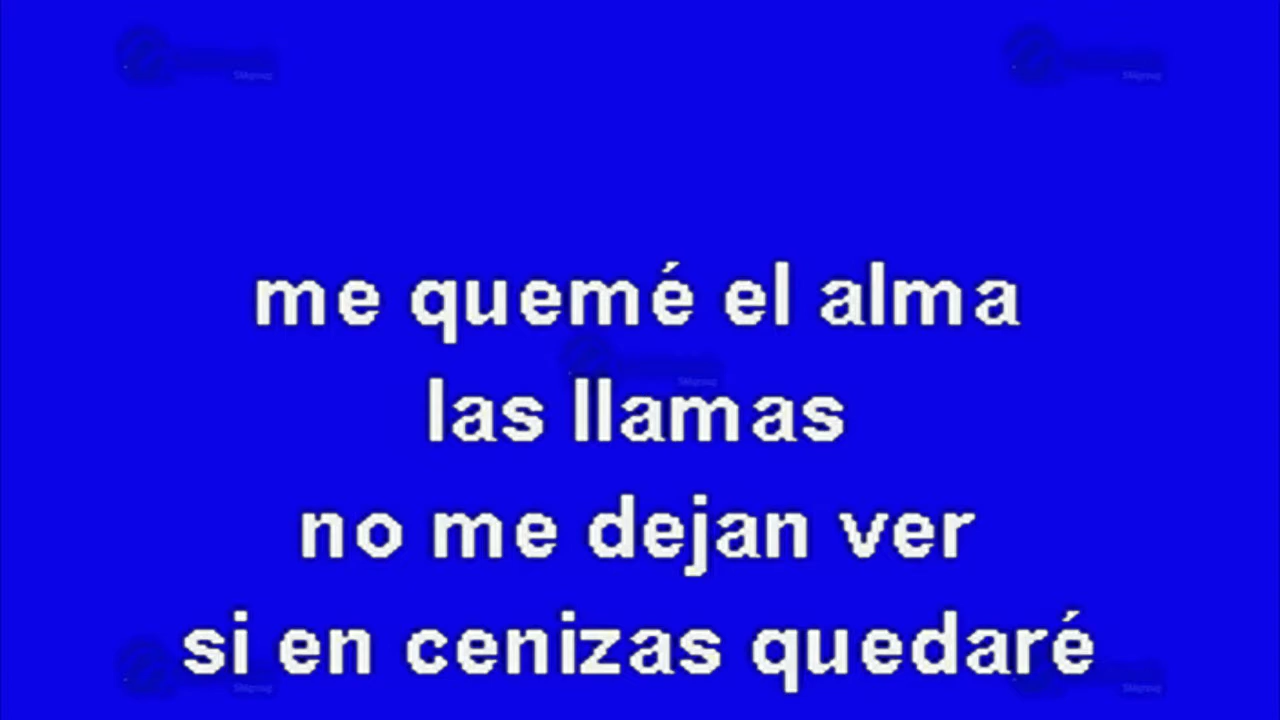 me quemé el alma
las llamas
no me dejan ver
si en cenizas quedaré